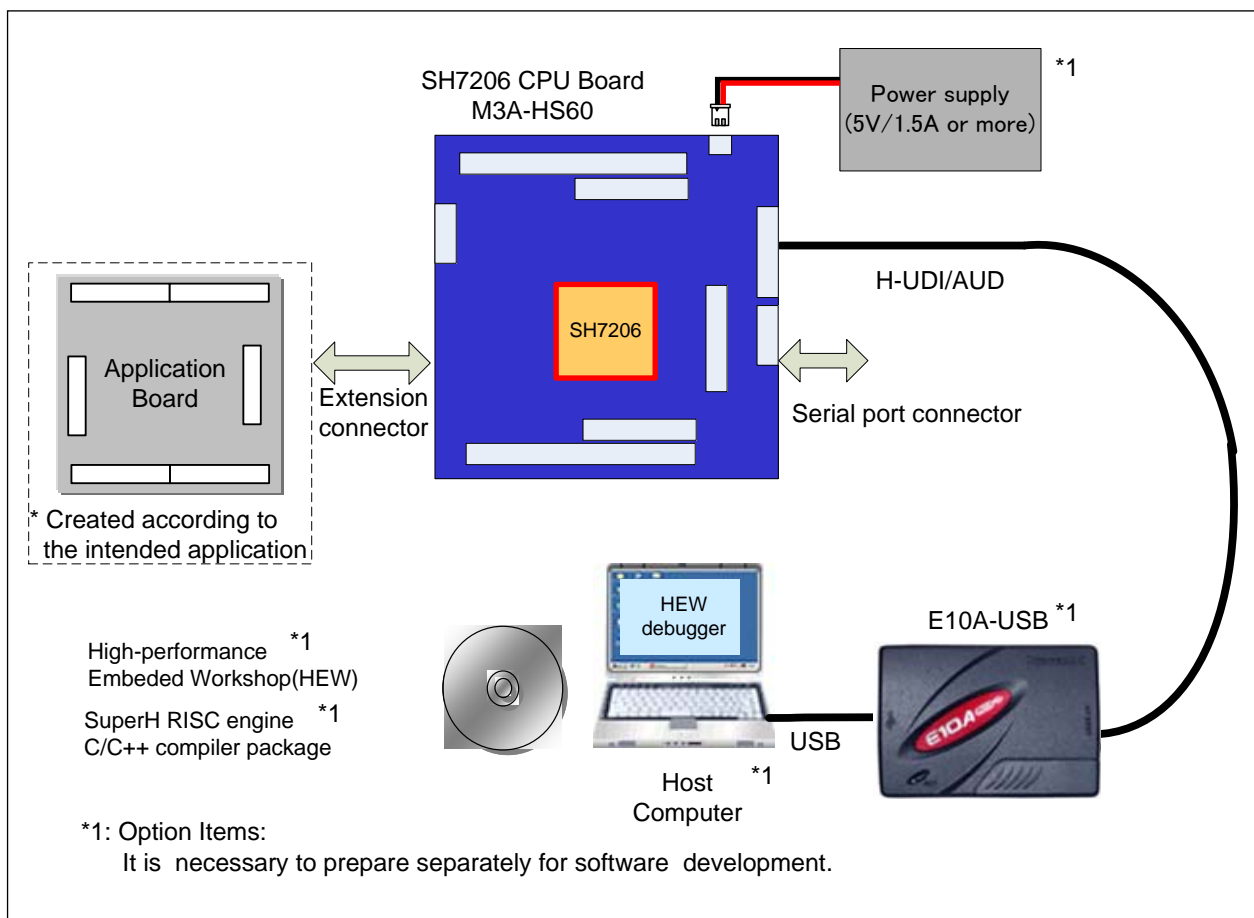 SH7206 CPU Board
M3A-HS60
Power supply
(5V/1.5A or more)
*1
H-UDI/AUD
SH7206
Application
Board
Extension
connector
Serial port connector
* Created according to
the intended application
HEW
debugger
E10A-USB *1
E10A
High-performance *1
Embeded Workshop(HEW)
SuperH RISC engine *1
C/C++ compiler package
USB
Host *1
Computer
*1: Option Items:
It is necessary to prepare separately for software development.